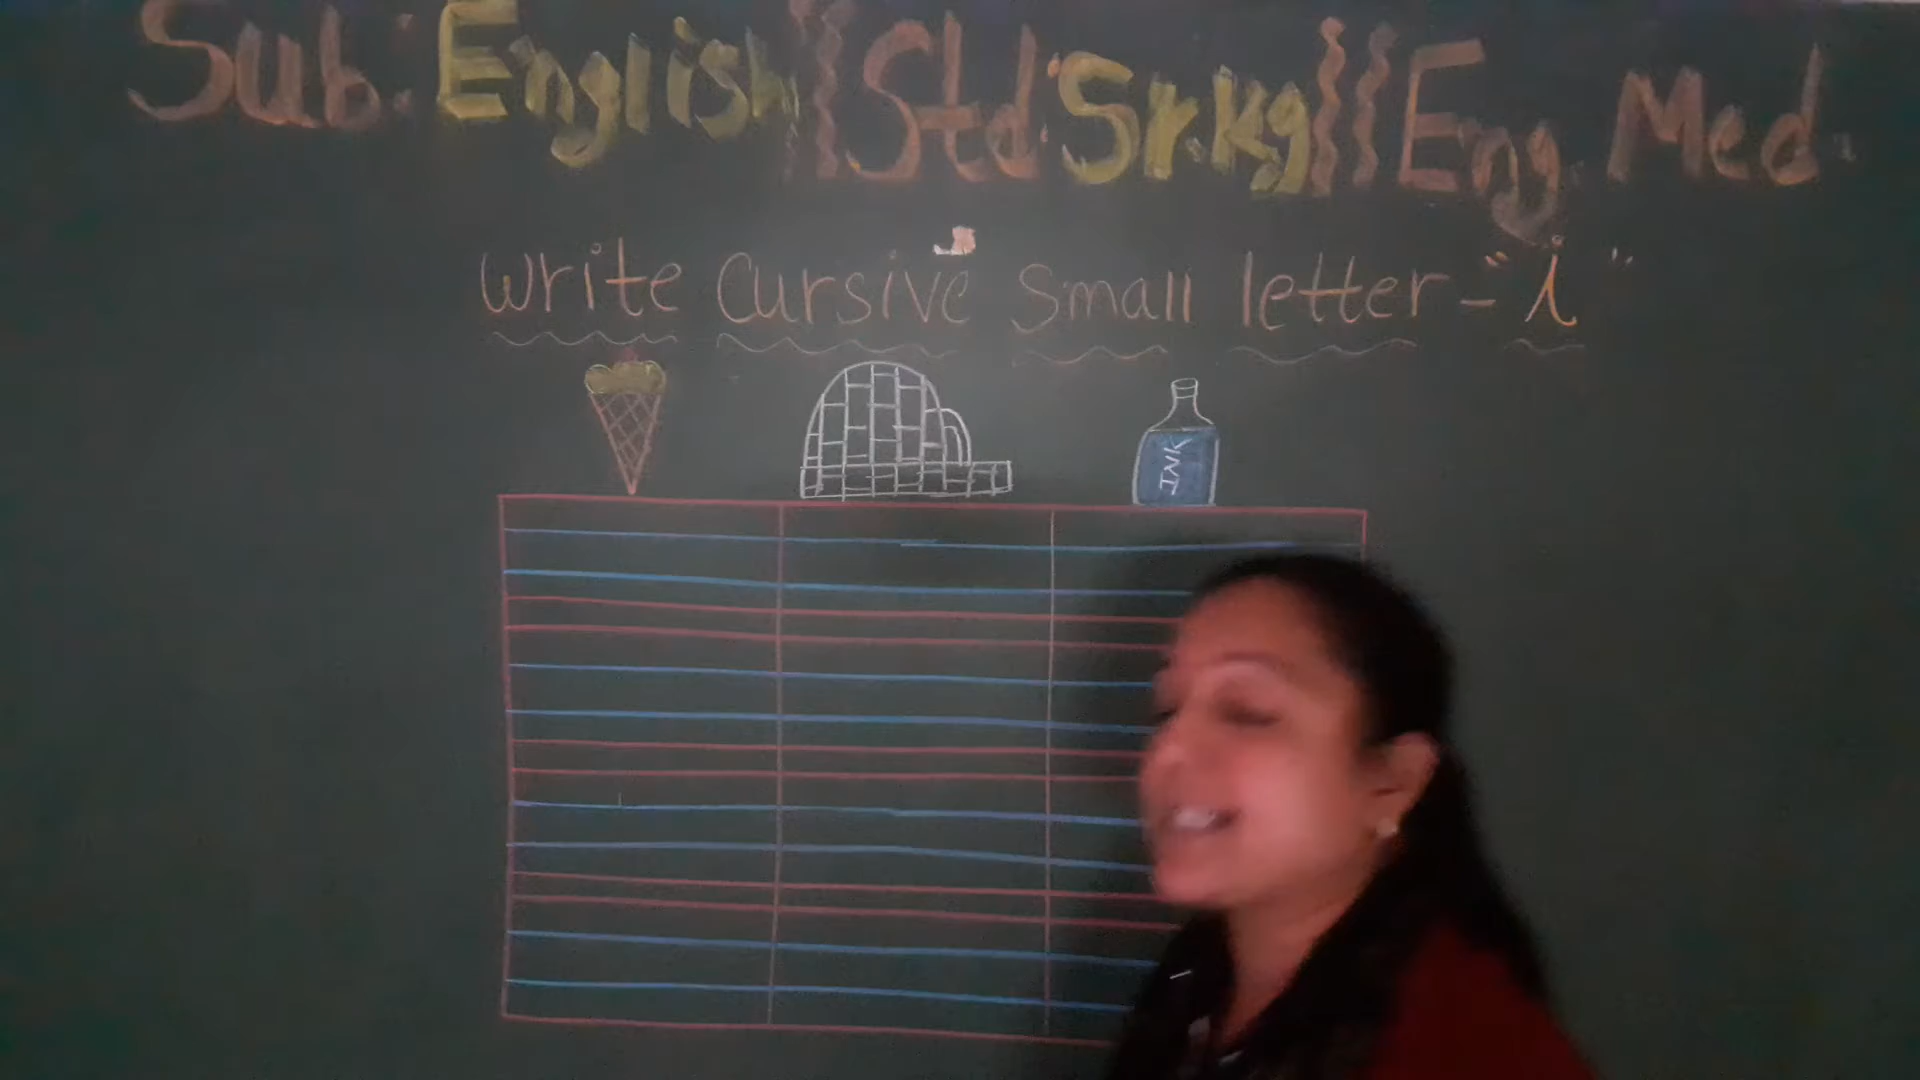 Sub: English { Std: Sr.kg } { Eng. Med.
write Cursive small letter - "i"
INK